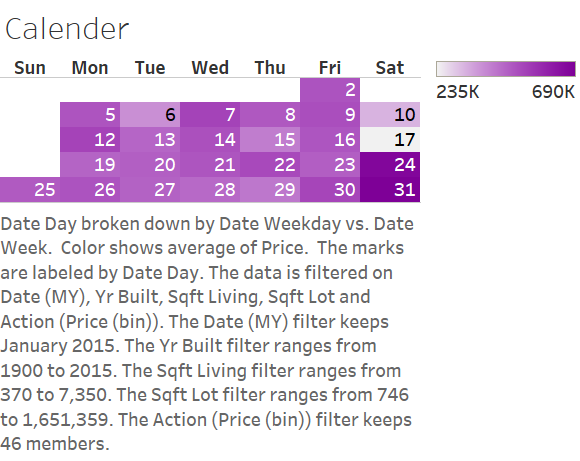 Calender
Sun Mon Tue Wed Thu Fri Sat
235K 690K
2
5 6 7 8 9 10
12 13 14 15 16 17
19 20 21 22 23 24
25 26 27 28 29 30 31
Date Day broken down by Date Weekday vs. Date
Week.  Color shows average of Price.  The marks
are labeled by Date Day. The data is filtered on
Date (MY), Yr Built, Sqft Living, Sqft Lot and
Action (Price (bin)). The Date (MY) filter keeps
January 2015. The Yr Built filter ranges from
1900 to 2015. The Sqft Living filter ranges from
370 to 7,350. The Sqft Lot filter ranges from 746
to 1,651,359. The Action (Price (bin)) filter keeps
46 members.